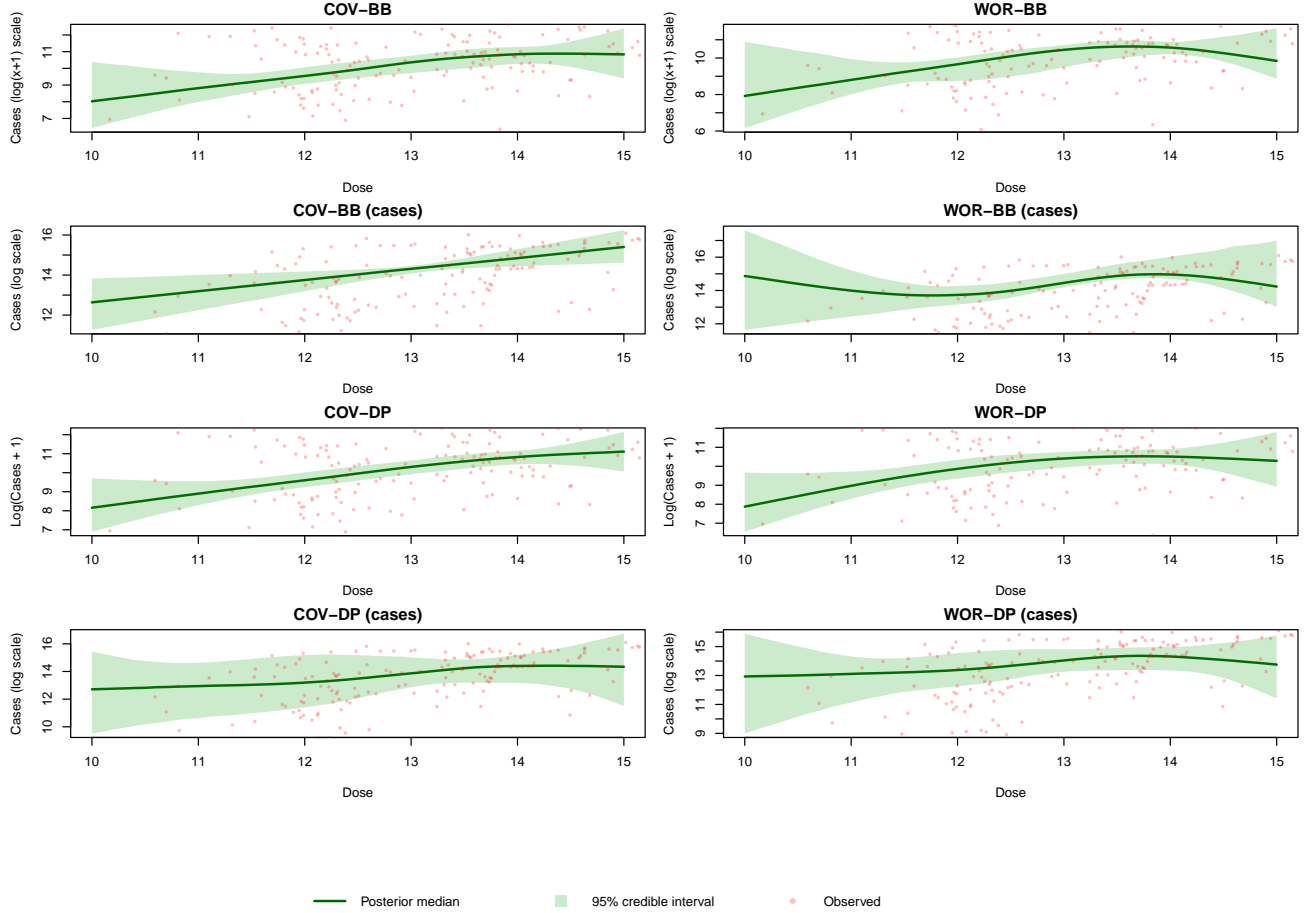 COV−BB
Cases (log(x+1) scale)
7
9
11
10
11
12
13
14
15
Dose
WOR−BB
Cases (log(x+1) scale)
6
8
10
10
11
12
13
14
15
Dose
COV−BB (cases)
Cases (log scale)
12
14
16
10
11
12
13
14
15
Dose
WOR−BB (cases)
Cases (log scale)
12
14
16
10
11
12
13
14
15
Dose
COV−DP
Log(Cases + 1)
7
8
9
11
10
11
12
13
14
15
Dose
WOR−DP
Log(Cases + 1)
7
8
9
11
10
11
12
13
14
15
Dose
COV−DP (cases)
Cases (log scale)
10
12
14
16
10
11
12
13
14
15
Dose
WOR−DP (cases)
Cases (log scale)
9
11
13
15
10
11
12
13
14
15
Dose
Posterior median
95% credible interval
Observed